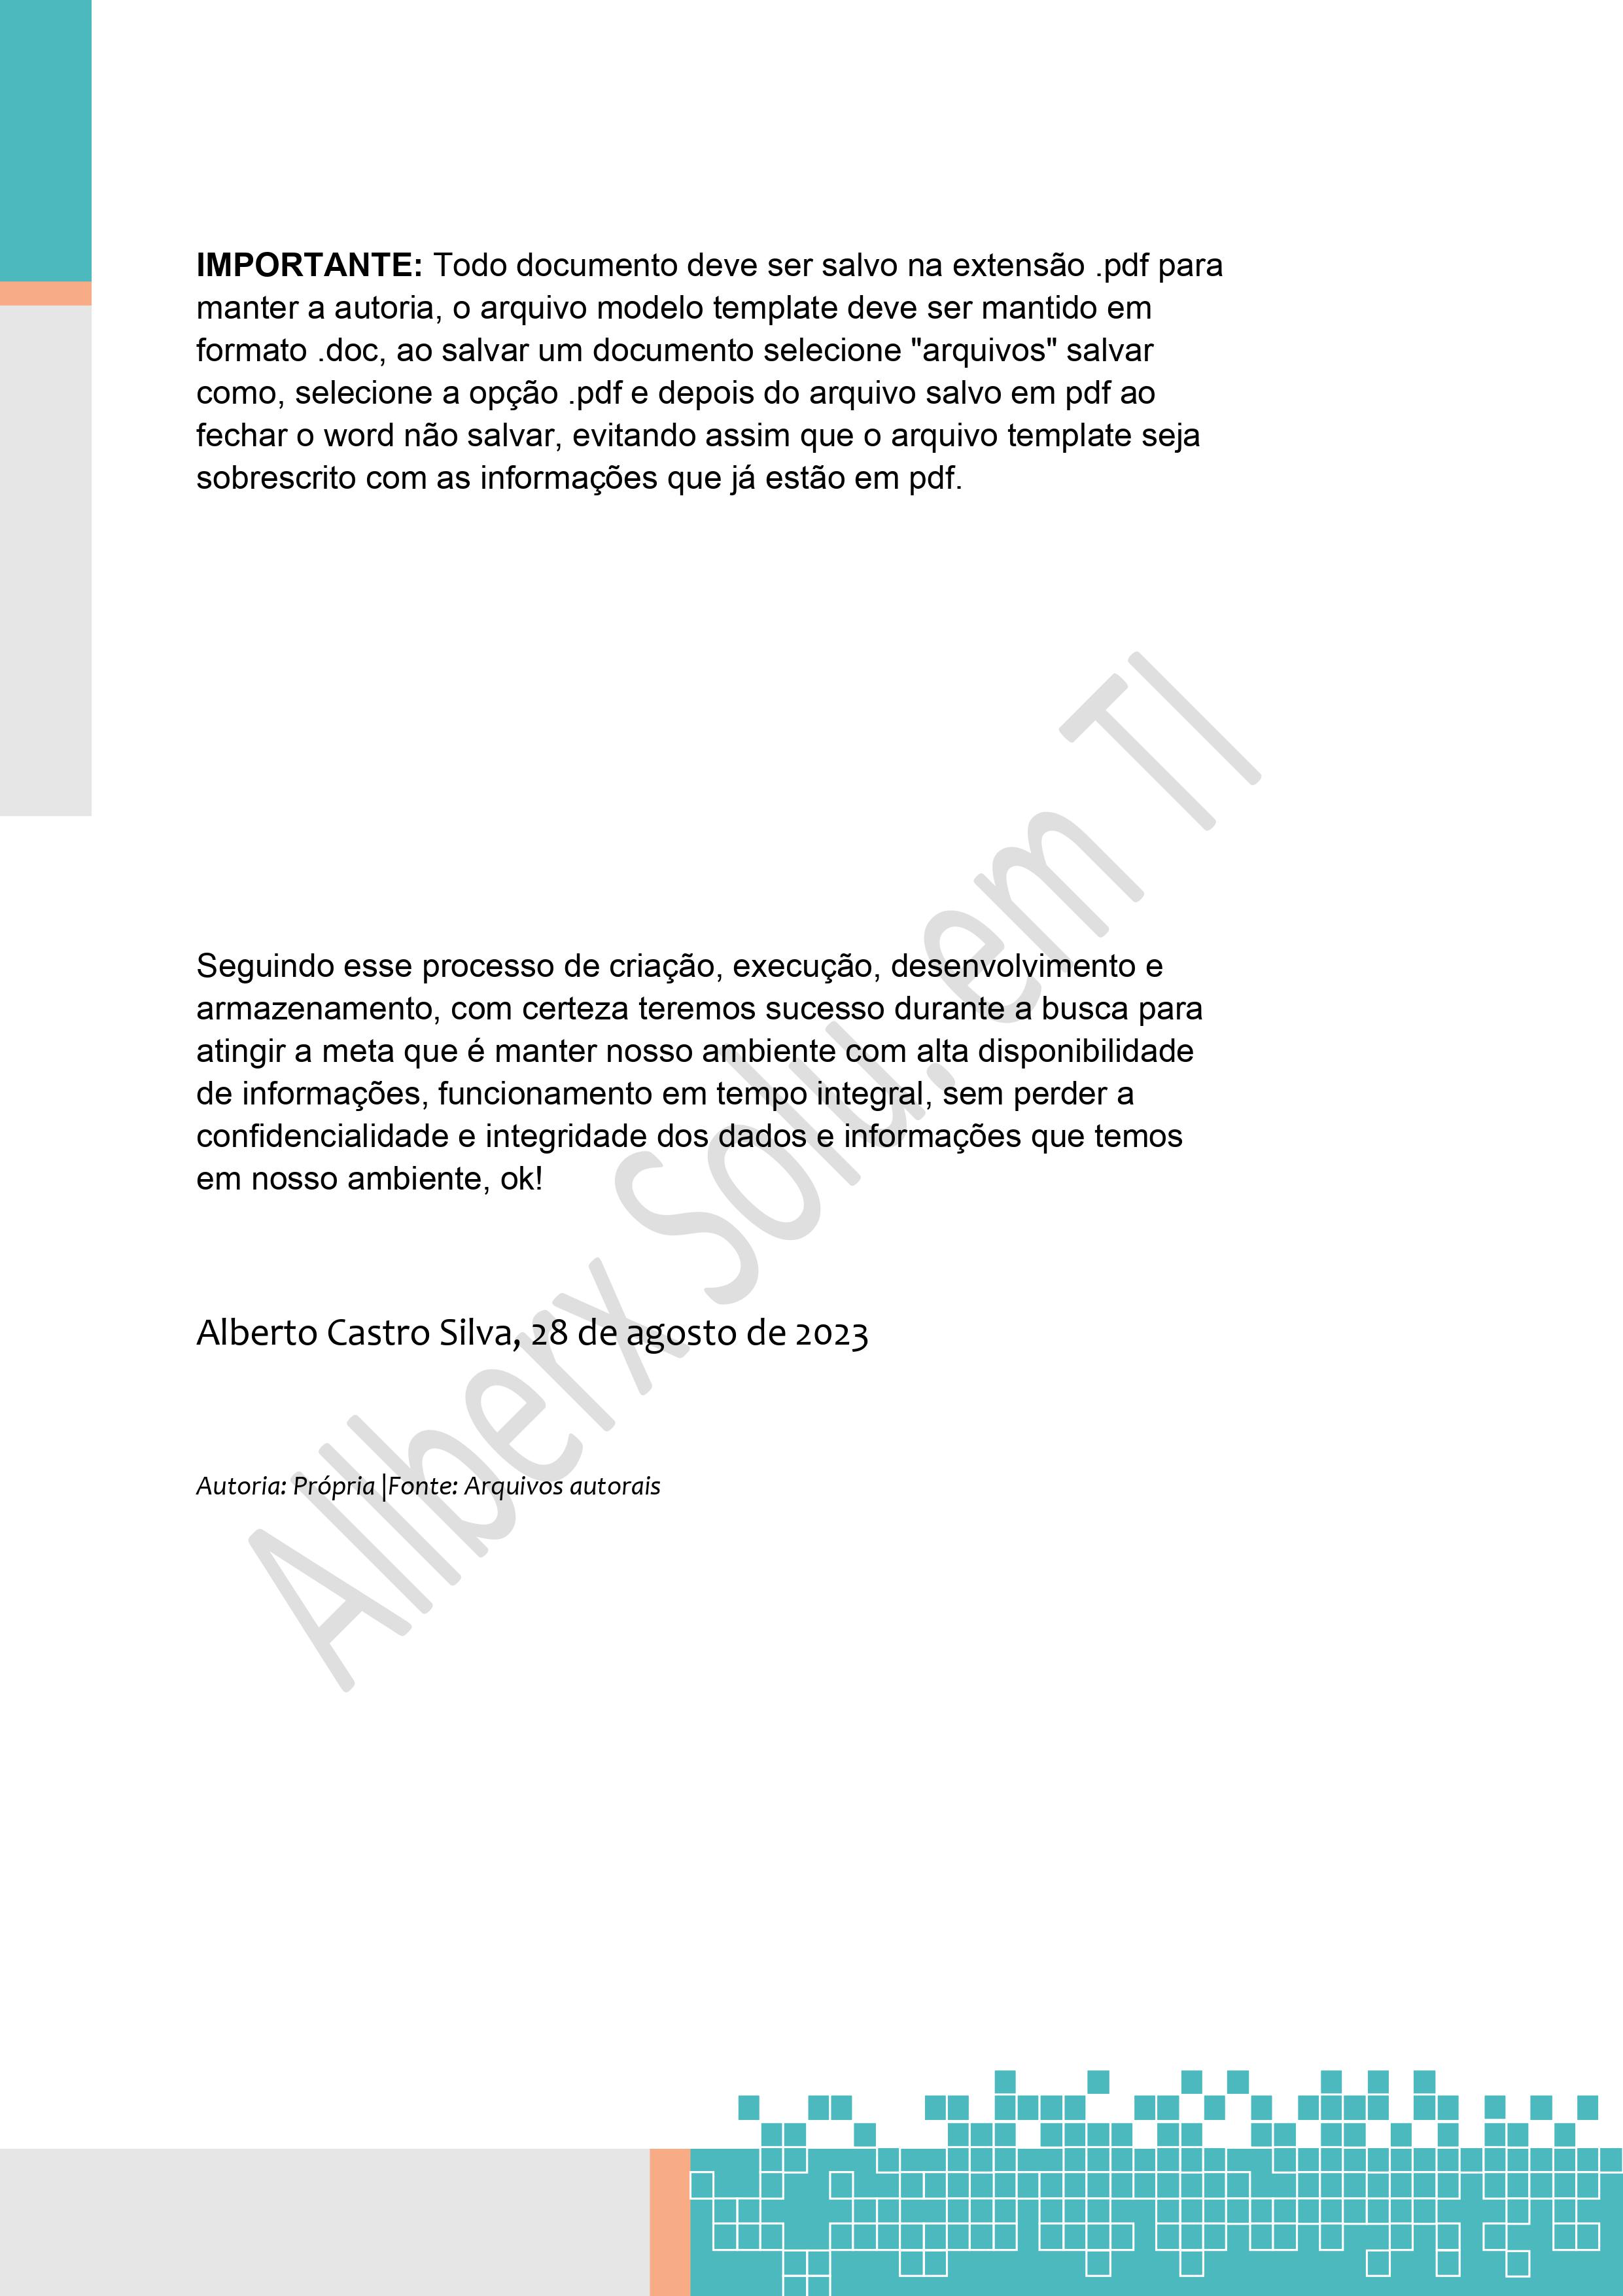 IMPORTANTE: Todo documento deve ser salvo na extensão .pdf para
manter a autoria, o arquivo modelo template deve ser mantido em
formato .doc, ao salvar um documento selecione "arquivos" salvar
como, selecione a opção .pdf e depois do arquivo salvo em pdf ao
fechar o word não salvar, evitando assim que o arquivo template seja
sobrescrito com as informações que já estão em pdf.
Seguindo esse processo de criação, execução, desenvolvimento e
armazenamento, com certeza teremos sucesso durante a busca para
atingir a meta que é manter nosso ambiente com alta disponibilidade
de informações, funcionamento em tempo integral, sem perder a
confidencialidade e integridade dos dados e informações que temos
em nosso ambiente, ok!
Alberto Castro Silva, 28 de agosto de 2023
Autoria: Própria |Fonte: Arquivos autorais
Allberx Solu. em TI